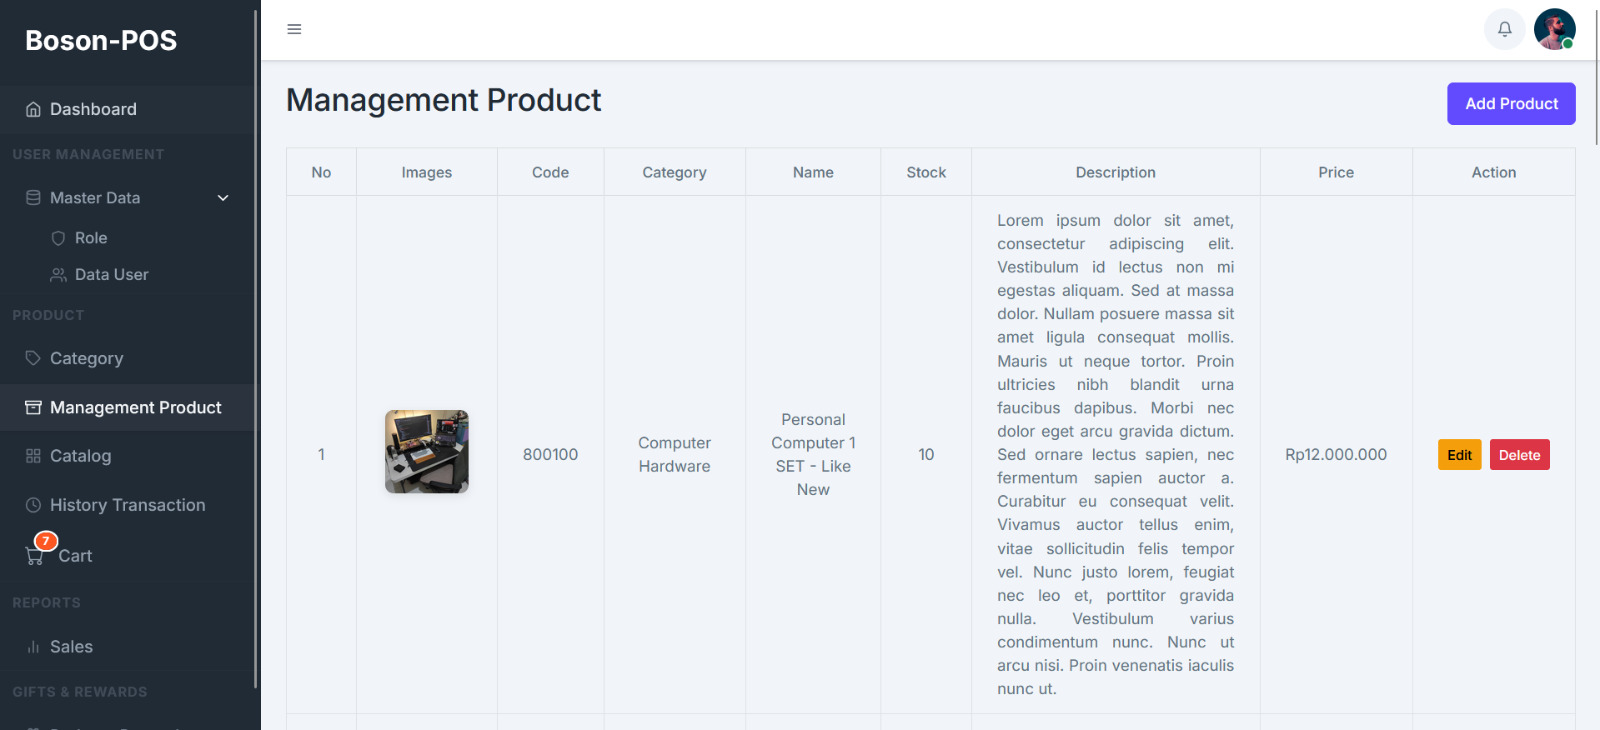 Boson-POS
Dashboard
USER MANAGEMENT
Master Data
Role
Data User
PRODUCT
Category
Management Product
Catalog
History Transaction
7
Cart
REPORTS
Sales
GIFTS & REWARDS
Management Product
Add Product
No Images Code Category Name Stock Description Price Action
1
800100
Computer
Hardware
Personal
Computer 1
SET - Like
New
10
Lorem ipsum dolor sit amet,
consectetur adipiscing elit.
Vestibulum id lectus non mi
egestas aliquam. Sed at massa
dolor. Nullam posuere massa sit
amet ligula consequat mollis.
Mauris ut neque tortor. Proin
ultricies nibh blandit urna
faucibus dapibus. Morbi nec
dolor eget arcu gravida dictum.
Sed ornare lectus sapien, nec
fermentum sapien auctor a.
Curabitur eu consequat velit.
Vivamus auctor tellus enim,
vitae sollicitudin felis tempor
vel. Nunc justo lorem, feugiat
nec leo et, porttitor gravida
nulla. Vestibulum varius
condimentum nunc. Nunc ut
arcu nisi. Proin venenatis iaculis
nunc ut.
Rp12.000.000
Edit Delete